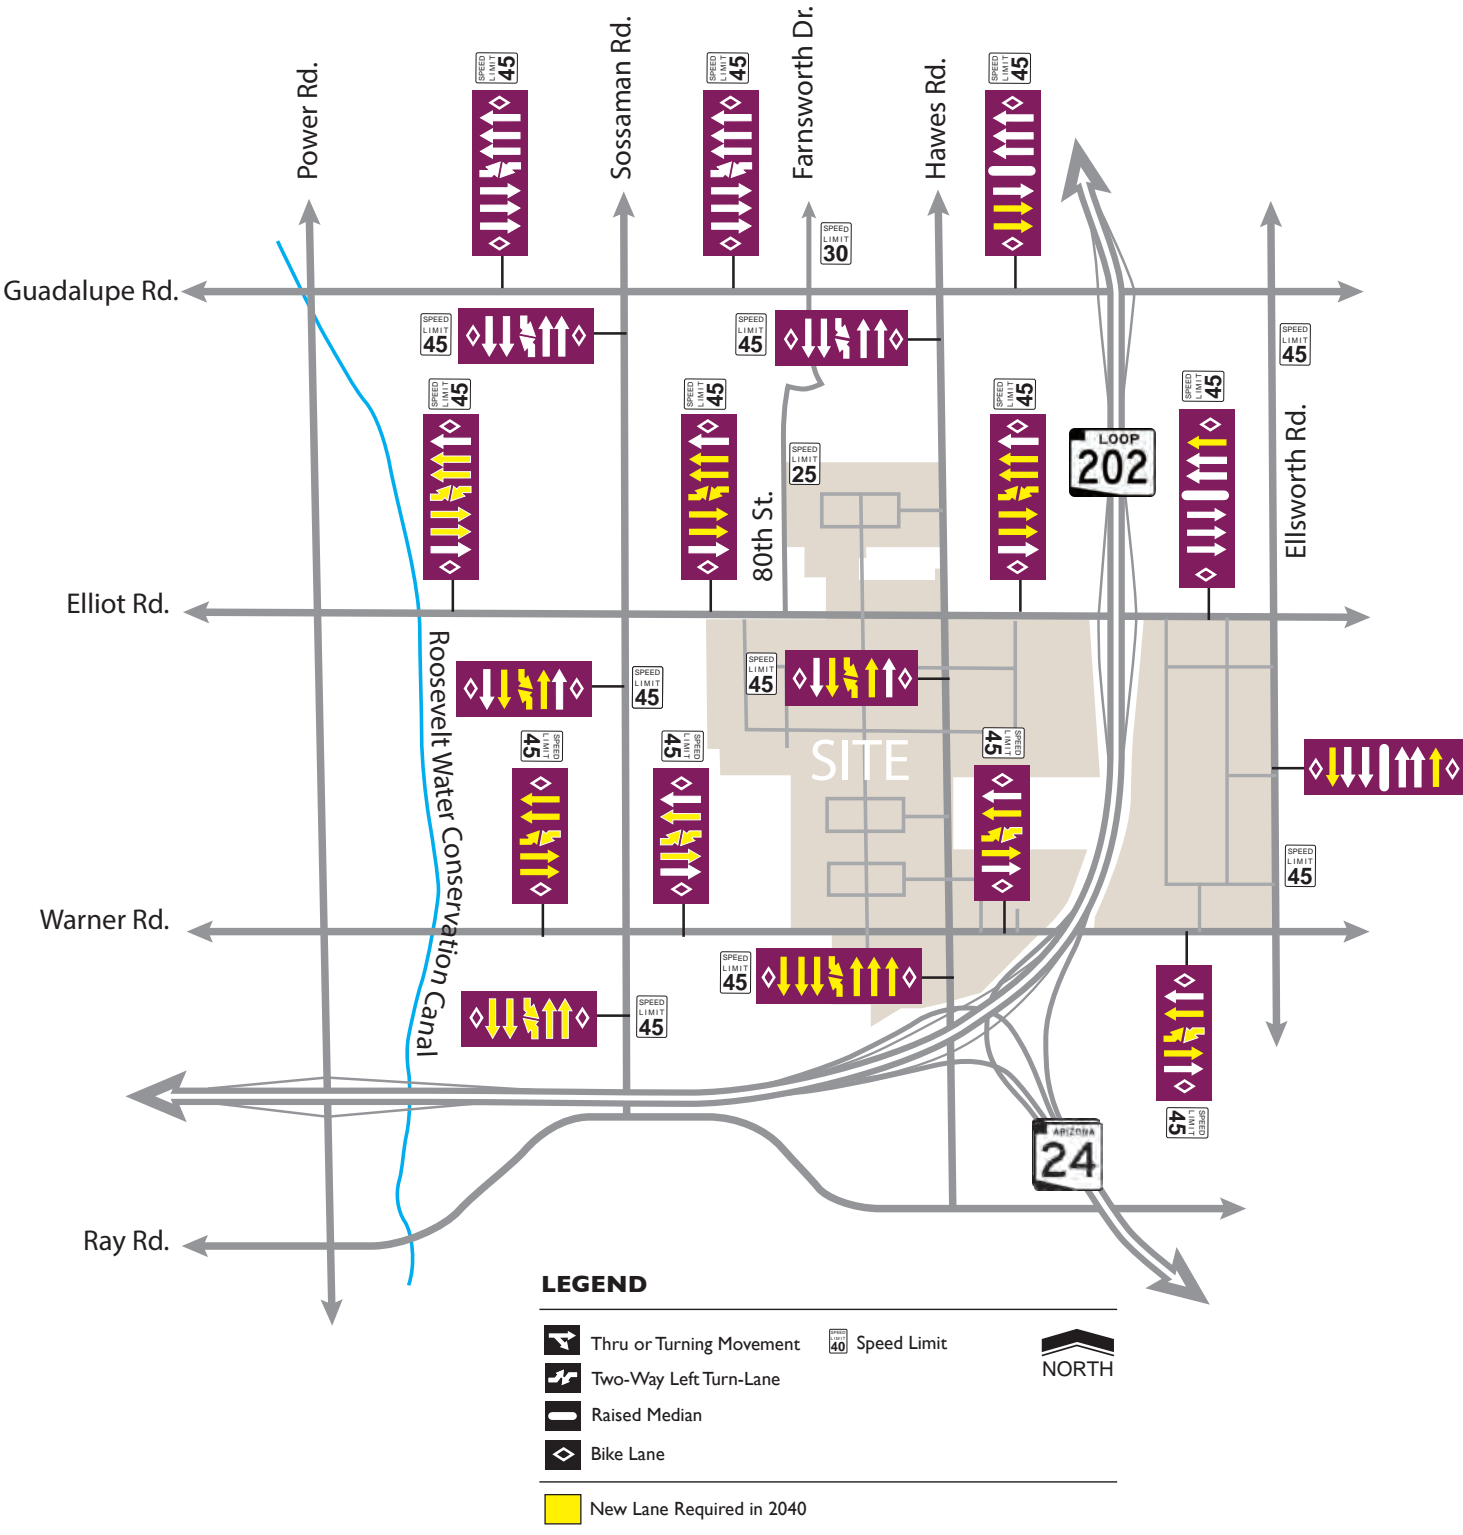 Power Rd.
Sossaman Rd.
Farnsworth Dr.
Hawes Rd.
SPEED
LIMIT
45
SPEED
LIMIT
45
SPEED
LIMIT
45
SPEED
LIMIT
30
Guadalupe Rd.
SPEED
LIMIT
45
SPEED
LIMIT
45
SPEED
LIMIT
45
SPEED
LIMIT
45
SPEED
LIMIT
45
SPEED
LIMIT
45
SPEED
LIMIT
45
Ellsworth Rd.
LOOP
202
SPEED
LIMIT
25
80th St.
Elliot Rd.
Roosevelt Water Conservation Canal
SPEED
LIMIT
45
SPEED
LIMIT
45
SPEED
LIMIT
45
SPEED
LIMIT
45
SPEED
LIMIT
45
SITE
SPEED
LIMIT
45
Warner Rd.
SPEED
LIMIT
45
SPEED
LIMIT
45
SPEED
LIMIT
45
ARIZONA
24
Ray Rd.
LEGEND
Thru or Turning Movement
SPEED
LIMIT
40
Speed Limit
Two-Way Left Turn-Lane
NORTH
Raised Median
Bike Lane
New Lane Required in 2040